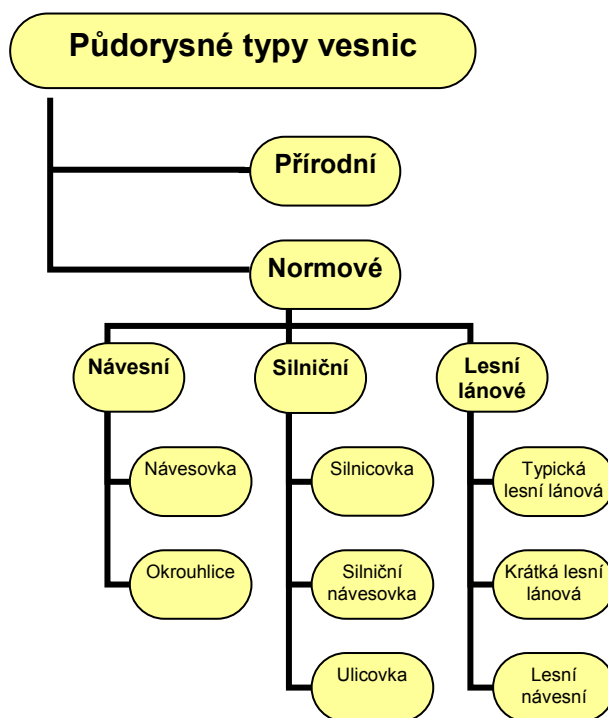 Půdorysné typy vesnic
Přírodní
Normové
Návesní
Silniční
Lesní
lánové
Návesovka
Silnicovka
Typická
lesní lánová
Okrouhlice
Silniční
návesovka
Krátká lesní
lánová
Ulicovka
Lesní
návesní